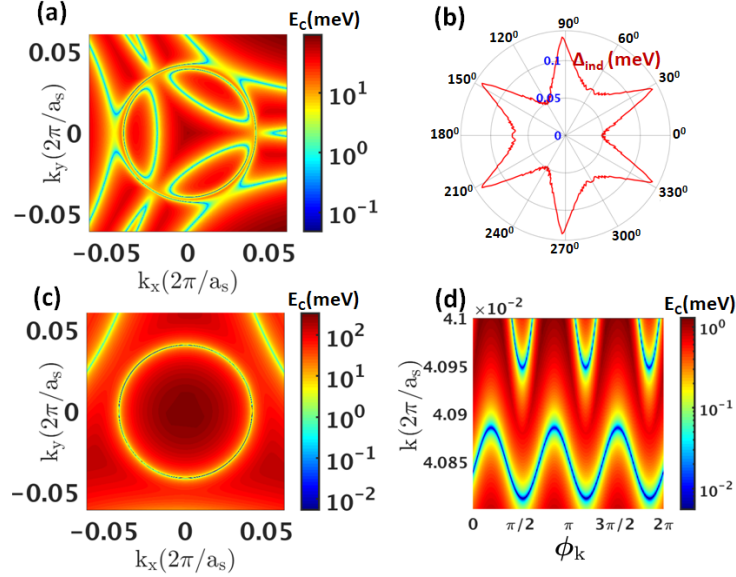 (a)
E_C(meV)
0.05
0
-0.05
k_y(2π/a_s)
-0.05
0
0.05
k_x(2π/a_s)
10^1
10^0
10^-1
(b)
90^0
120^0
60^0
Δ_ind (meV)
150^0
0.1
30^0
0.05
180^0
0
0^0
210^0
330^0
240^0
300^0
270^0
(c)
E_C(meV)
0.05
0
-0.05
k_y(2π/a_s)
-0.05
0
0.05
k_x(2π/a_s)
10^2
10^1
10^0
10^-1
10^-2
(d)
×10^-2
E_C(meV)
4.1
4.095
4.09
4.085
k(2π/a_s)
0
π/2
π
3π/2
2π
ϕ_k
10^0
10^-1
10^-2